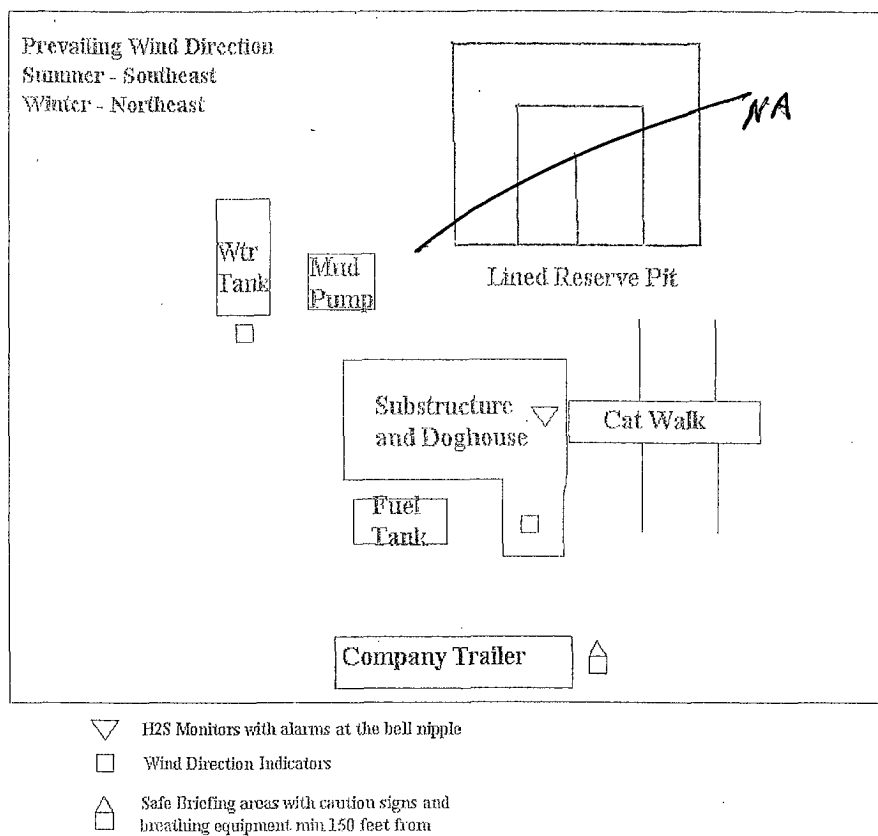 Prevailing Wind Direction
Summer - Southeast
Winter - Northeast
NA
Wtr
Tank
Mud
Pump
Lined Reserve Pit
Substructure
and Doghouse
Cat Walk
Fuel
Tank
Company Trailer
H2S Monitors with alarms at the bell nipple
Wind Direction Indicators
Safe Briefing areas with caution signs and
breathing equipment min 150 feet from